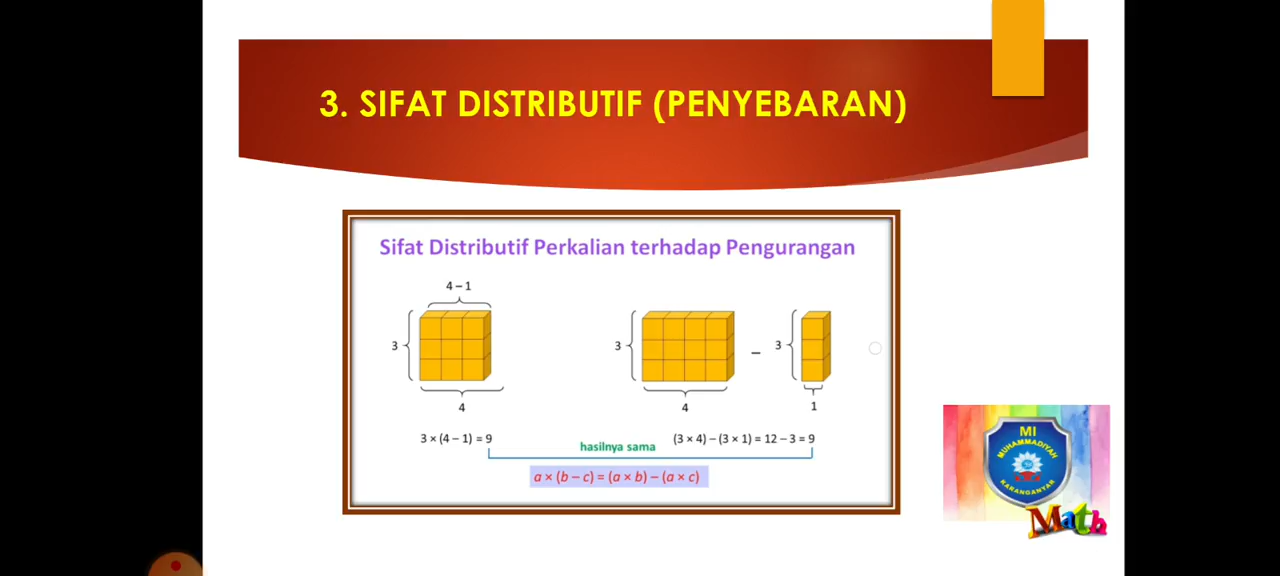 3. SIFAT DISTRIBUTIF (PENYEBARAN)
Sifat Distributif Perkalian terhadap Pengurangan
4 – 1
3
4
3 × (4 – 1) = 9
3
4
–
3
1
(3 × 4) – (3 × 1) = 12 – 3 = 9
hasilnya sama
a × (b – c) = (a × b) – (a × c)
MI
MUHAMMADIYAH
KARANGANYAR
Math